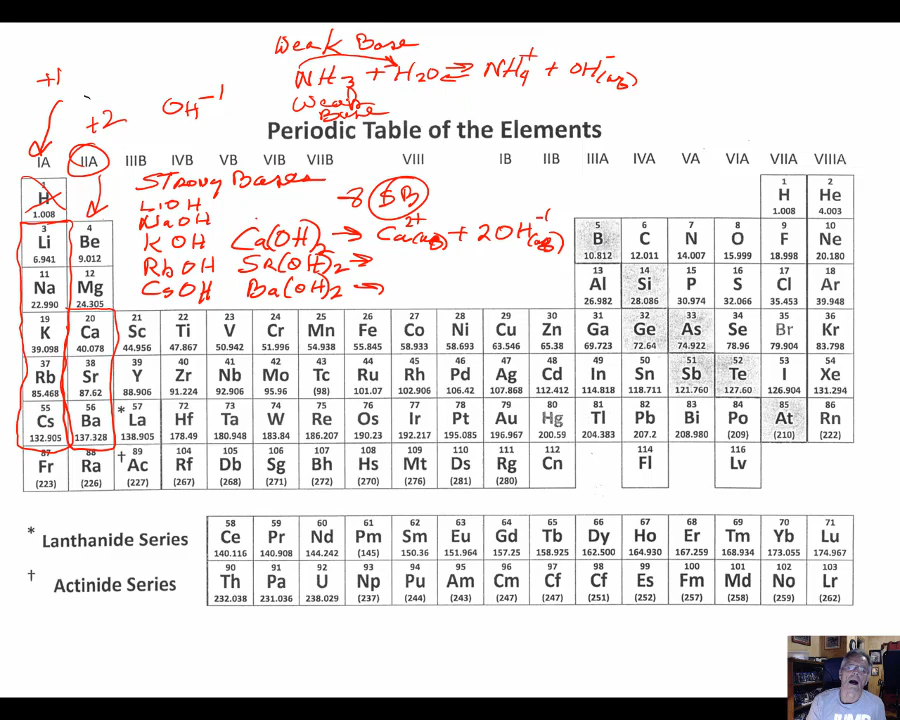 Weak Base
+1
NH3 + H2O ⇌ NH4+ + OH-(aq)
+2
OH-1
Weak
Base
Periodic Table of the Elements
IA IIA IIIB IVB VB VIB VIIB VIII IB IIB IIIA IVA VA VIA VIIA VIIIA
STRONG Bases
→ 8 SB
LiOH
NaOH
KOH Ca(OH)2 → Ca2+(aq) + 2OH-1(aq)
RbOH Sr(OH)2 →
CsOH Ba(OH)2 →
1 1 2
H H He
1.008 1.008 4.003
3 4 5 6 7 8 9 10
Li Be B C N O F Ne
6.941 9.012 10.812 12.011 14.007 15.999 18.998 20.180
11 12 13 14 15 16 17 18
Na Mg Al Si P S Cl Ar
22.990 24.305 26.982 28.086 30.974 32.066 35.453 39.948
19 20 21 22 23 24 25 26 27 28 29 30 31 32 33 34 35 36
K Ca Sc Ti V Cr Mn Fe Co Ni Cu Zn Ga Ge As Se Br Kr
39.098 40.078 44.956 47.867 50.942 51.996 54.938 55.845 58.933 58.693 63.546 65.38 69.723 72.64 74.922 78.96 79.904 83.798
37 38 39 40 41 42 43 44 45 46 47 48 49 50 51 52 53 54
Rb Sr Y Zr Nb Mo Tc Ru Rh Pd Ag Cd In Sn Sb Te I Xe
85.468 87.62 88.906 91.224 92.906 95.96 (98) 101.07 102.906 106.42 107.868 112.412 114.818 118.711 121.760 127.60 126.904 131.294
55 56 * 57 72 73 74 75 76 77 78 79 80 81 82 83 84 85 86
Cs Ba La Hf Ta W Re Os Ir Pt Au Hg Tl Pb Bi Po At Rn
132.905 137.328 138.905 178.49 180.948 183.84 186.207 190.23 192.217 195.085 196.967 200.59 204.383 207.2 208.980 (209) (210) (222)
87 88 † 89 104 105 106 107 108 109 110 111 112 114 116
Fr Ra Ac Rf Db Sg Bh Hs Mt Ds Rg Cn Fl Lv
(223) (226) (227) (267) (268) (271) (272) (270) (276) (281) (280)
58 59 60 61 62 63 64 65 66 67 68 69 70 71
* Lanthanide Series Ce Pr Nd Pm Sm Eu Gd Tb Dy Ho Er Tm Yb Lu
140.116 140.908 144.242 (145) 150.36 151.964 157.25 158.925 162.500 164.930 167.259 168.934 173.055 174.967
90 91 92 93 94 95 96 97 98 99 100 101 102 103
† Actinide Series Th Pa U Np Pu Am Cm Cf Cf Es Fm Md No Lr
232.038 231.036 238.029 (237) (244) (243) (247) (247) (251) (252) (257) (258) (259) (262)